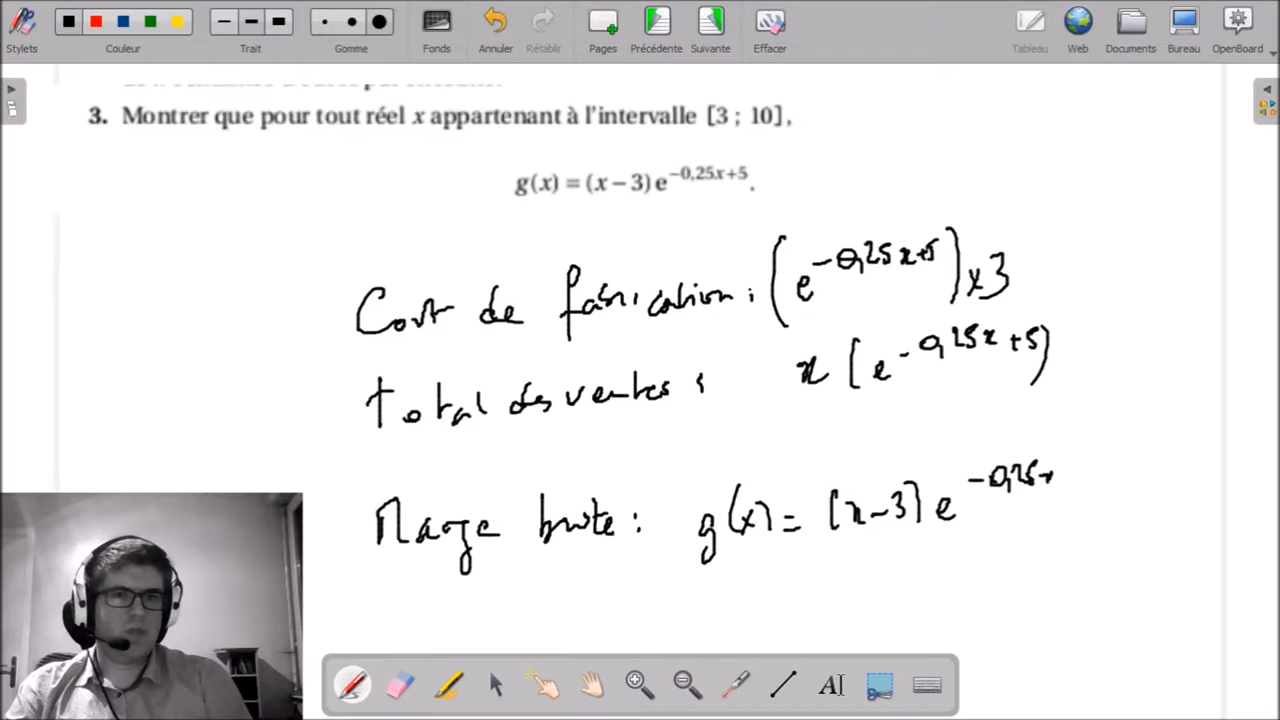 Stylets Couleur Trait Gomme Fonds Annuler Rétablir Pages Précédente Suivante Effacer Tableau Web Documents Bureau OpenBoard
3. Montrer que pour tout réel x appartenant à l'intervalle [3 ; 10],
g(x) = (x − 3) e^{−0,25x+5}.
Cout de fabrication : (e^{−0,25x+5}) × 3
total des ventes : x (e^{−0,25x+5})
Marge brute : g(x) = (x−3) e^{−0,25x